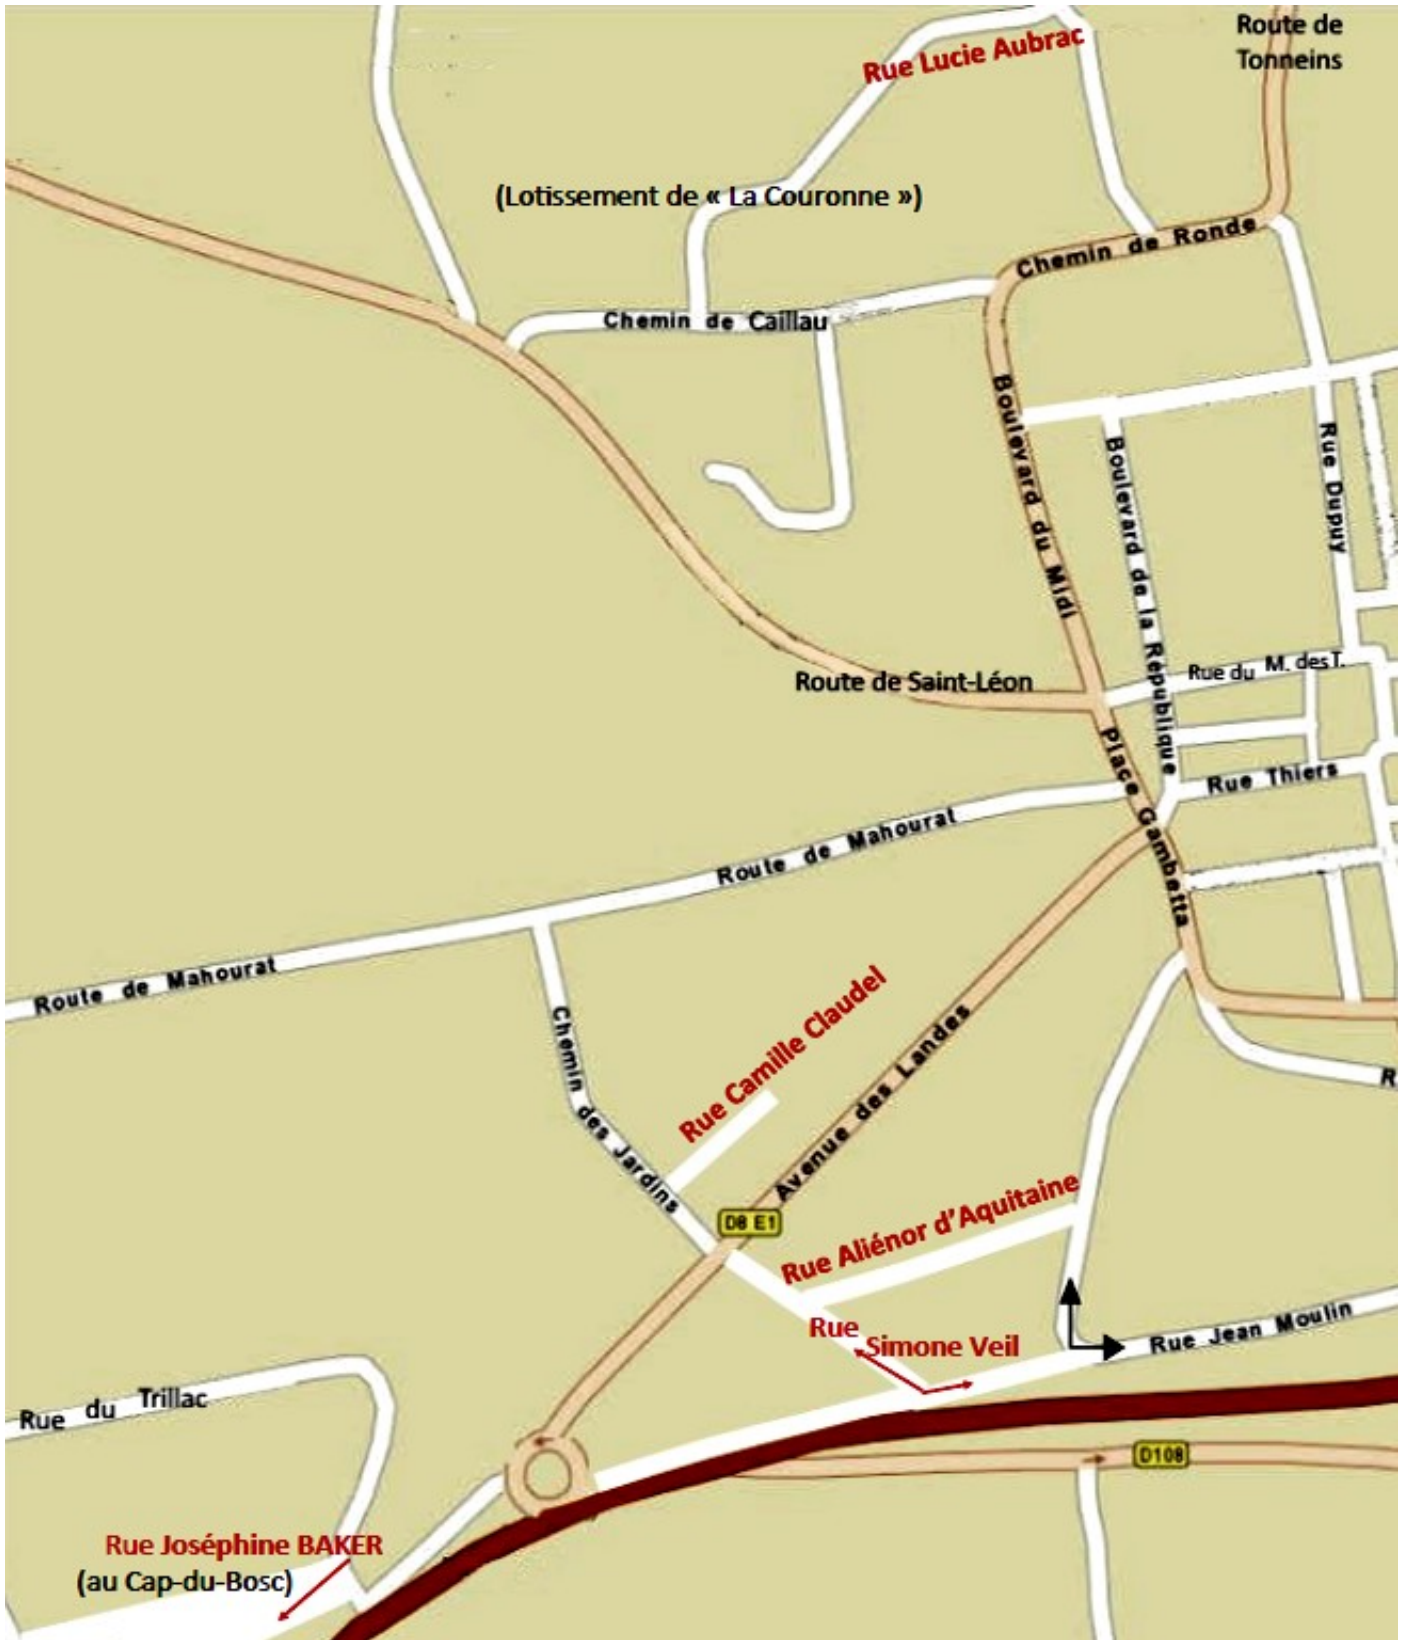 Route de
Tonneins
Rue Lucie Aubrac
(Lotissement de « La Couronne »)
Chemin de Ronde
Chemin de Caillau
Boulevard du Midi
Boulevard de la République
Rue Dupuy
Route de Saint-Léon
Rue du M. des T.
Place Gambetta
Rue Thiers
Route de Mahourat
Route de Mahourat
Chemin des Jardins
Rue Camille Claudel
Avenue des Landes
D8 E1
Rue Aliénor d'Aquitaine
R
Rue Simone Veil
Rue Jean Moulin
Rue du Trillac
D108
Rue Joséphine BAKER
(au Cap-du-Bosc)